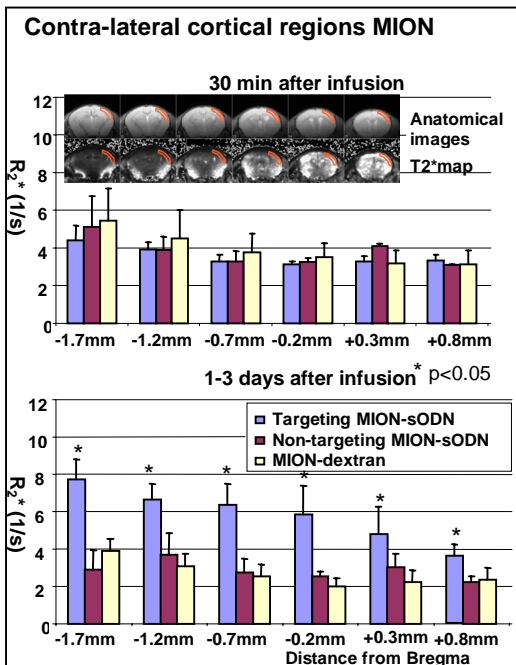 Contra-lateral cortical regions MION
30 min after infusion
Anatomical
images
T2*map
R2* (1/s)
12
10
8
6
4
2
0
-1.7mm -1.2mm -0.7mm -0.2mm +0.3mm +0.8mm
1-3 days after infusion* p<0.05
Targeting MION-sODN
Non-targeting MION-sODN
MION-dextran
R2* (1/s)
12
10
8
6
4
2
0
* * * * * *
-1.7mm -1.2mm -0.7mm -0.2mm +0.3mm +0.8mm
Distance from Bregma